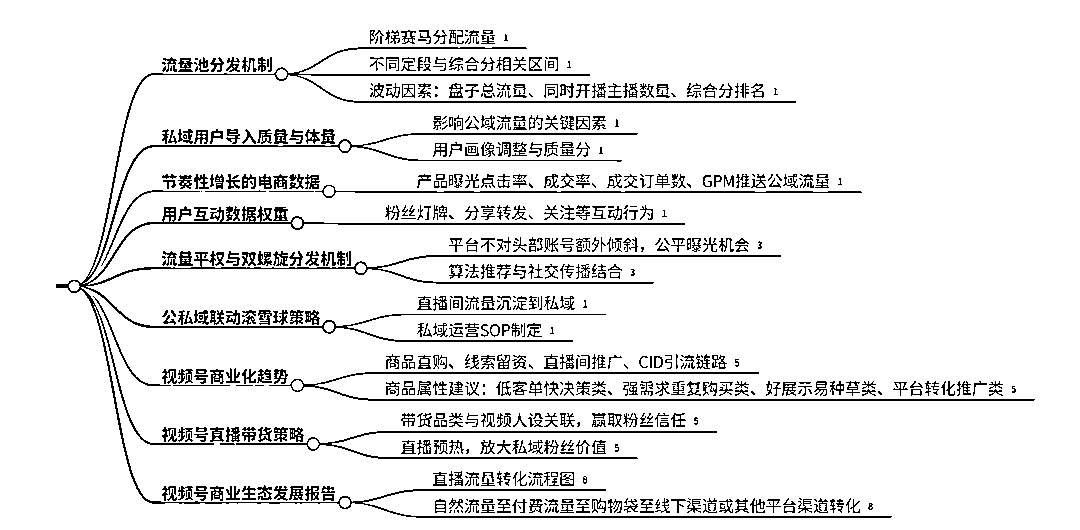 流量池分发机制
阶梯赛马分配流量 1
不同定段与综合分相关区间 1
波动因素：盘子总流量、同时开播主播数量、综合分排名 1
私域用户导入质量与体量
影响公域流量的关键因素 1
用户画像调整与质量分 1
节奏性增长的电商数据
产品曝光点击率、成交率、成交订单数、GPM推送公域流量 1
用户互动数据权重
粉丝灯牌、分享转发、关注等互动行为 1
流量平权与双螺旋分发机制
平台不对头部账号额外倾斜，公平曝光机会 3
算法推荐与社交传播结合 3
公私域联动滚雪球策略
直播间流量沉淀到私域 1
私域运营SOP制定 1
视频号商业化趋势
商品直购、线索留资、直播间推广、CID引流链路 5
商品属性建议：低客单快决策类、强需求重复购买类、好展示易种草类、平台转化推广类 5
视频号直播带货策略
带货品类与视频人设关联，赢取粉丝信任 5
直播预热，放大私域粉丝价值 5
视频号商业生态发展报告
直播流量转化流程图 8
自然流量至付费流量至购物袋至线下渠道或其他平台渠道转化 8